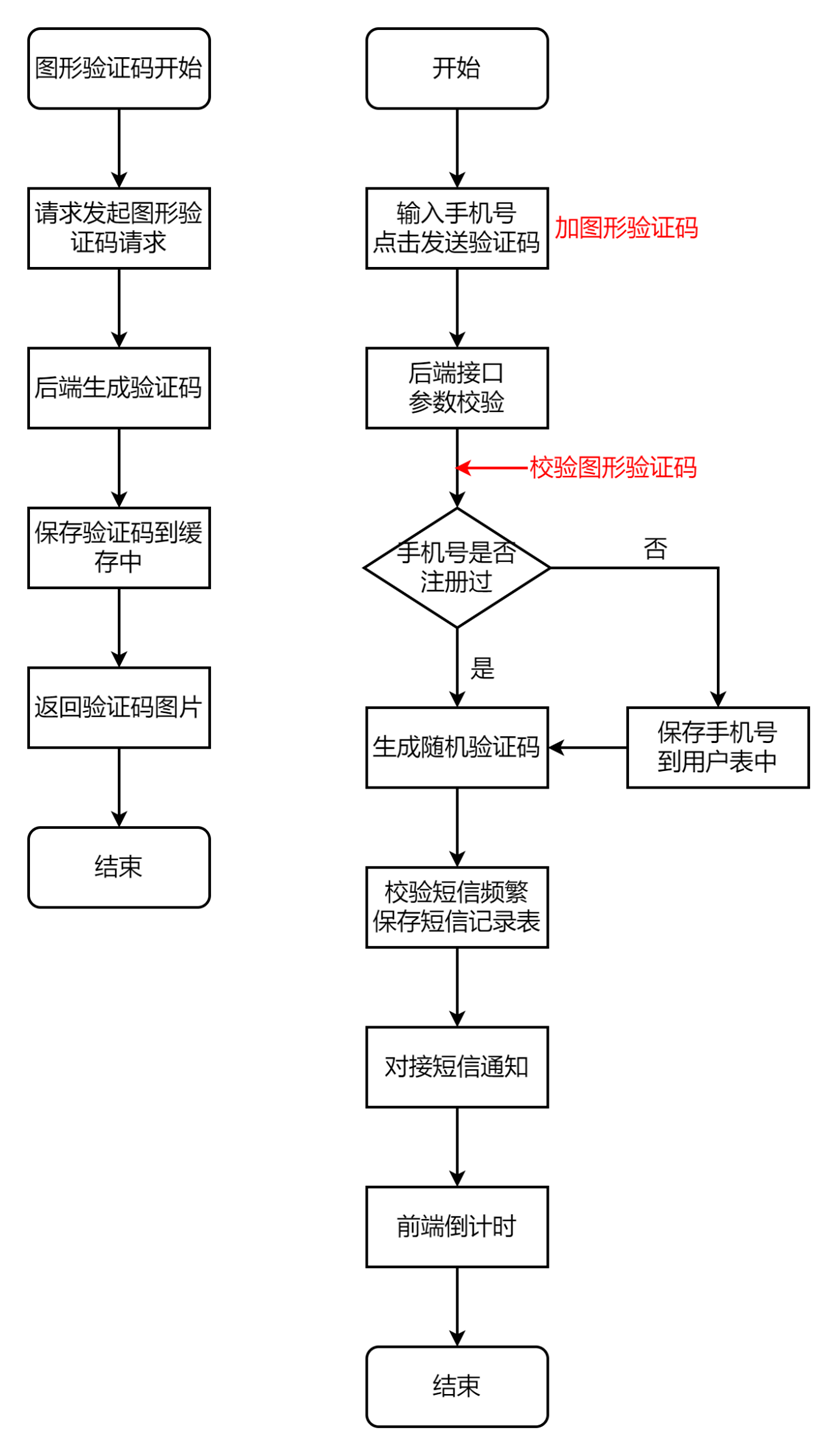 图形验证码开始
请求发起图形验
证码请求
后端生成验证码
保存验证码到缓
存中
返回验证码图片
结束
开始
输入手机号
点击发送验证码
加图形验证码
后端接口
参数校验
校验图形验证码
手机号是否
注册过
否
是
生成随机验证码
保存手机号
到用户表中
校验短信频繁
保存短信记录表
对接短信通知
前端倒计时
结束